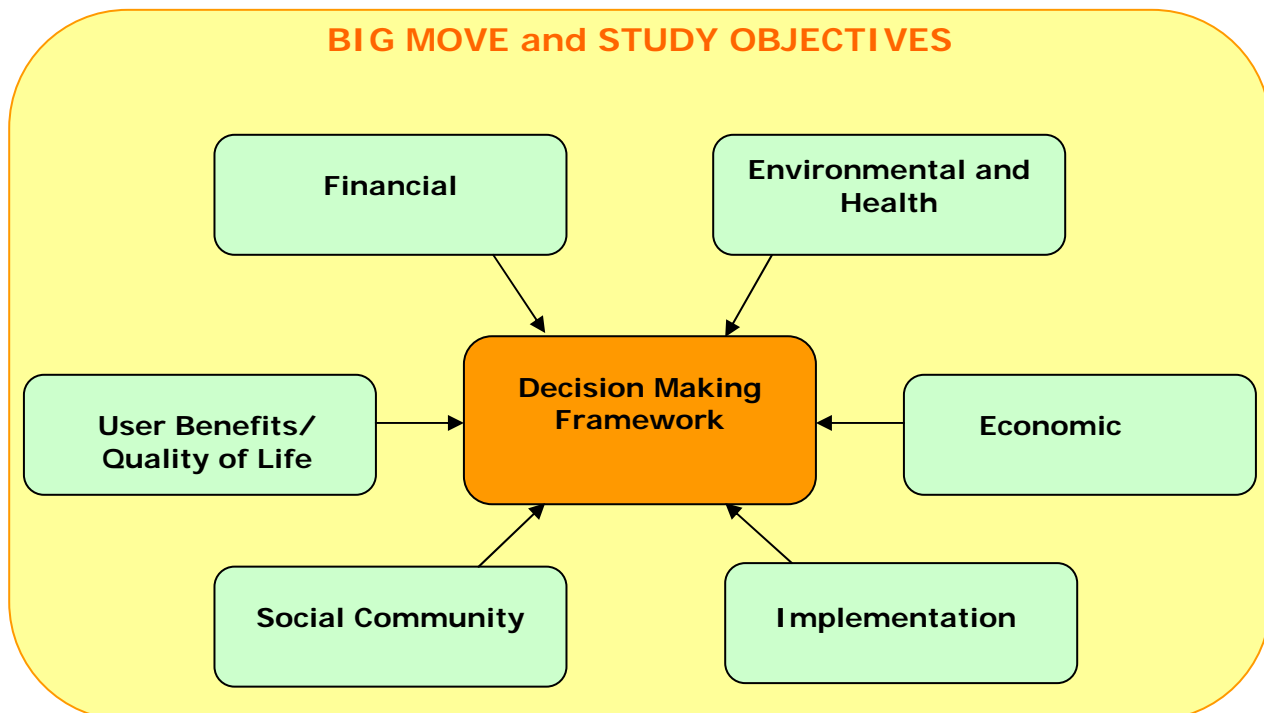 BIG MOVE and STUDY OBJECTIVES
Financial
Environmental and
Health
Decision Making
Framework
User Benefits/
Quality of Life
Economic
Social Community
Implementation